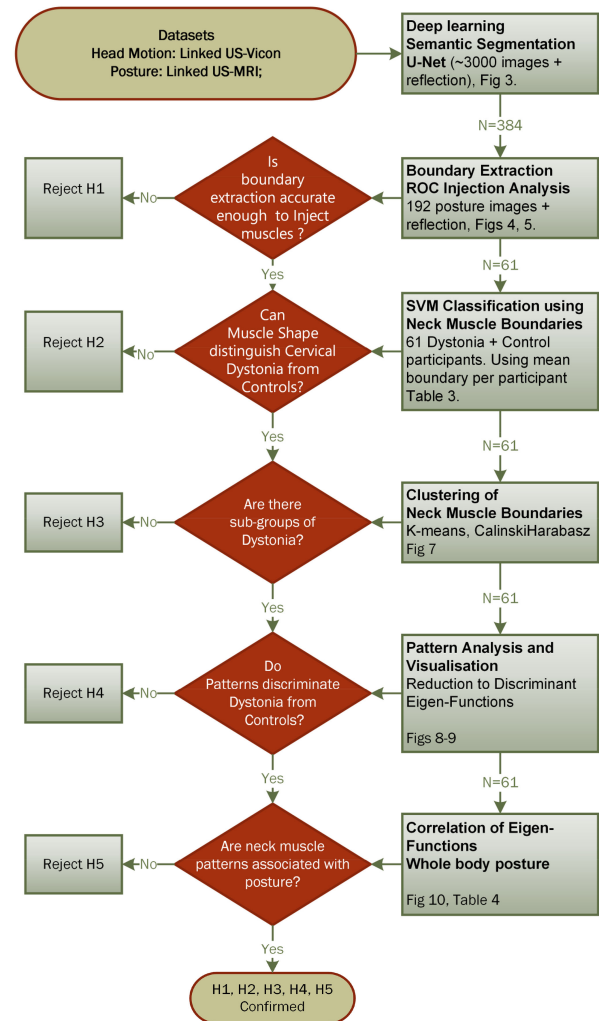 Datasets
Head Motion: Linked US-Vicon
Posture: Linked US-MRI;
Deep learning
Semantic Segmentation
U-Net (~3000 images +
reflection), Fig 3.
N=384
Is
boundary
extraction accurate
enough to Inject
muscles ?
No
Reject H1
Boundary Extraction
ROC Injection Analysis
192 posture images +
reflection, Figs 4, 5.
Yes
N=61
Can
Muscle Shape
distinguish Cervical
Dystonia from
Controls?
No
Reject H2
SVM Classification using
Neck Muscle Boundaries
61 Dystonia + Control
participants. Using mean
boundary per participant
Table 3.
Yes
N=61
Are there
sub-groups of
Dystonia?
No
Reject H3
Clustering of
Neck Muscle Boundaries
K-means, CalinskiHarabasz
Fig 7
Yes
N=61
Do
Patterns discriminate
Dystonia from
Controls?
No
Reject H4
Pattern Analysis and
Visualisation
Reduction to Discriminant
Eigen-Functions
Figs 8-9
Yes
N=61
Are neck muscle
patterns associated with
posture?
No
Reject H5
Correlation of Eigen-
Functions
Whole body posture
Fig 10, Table 4
Yes
H1, H2, H3, H4, H5
Confirmed